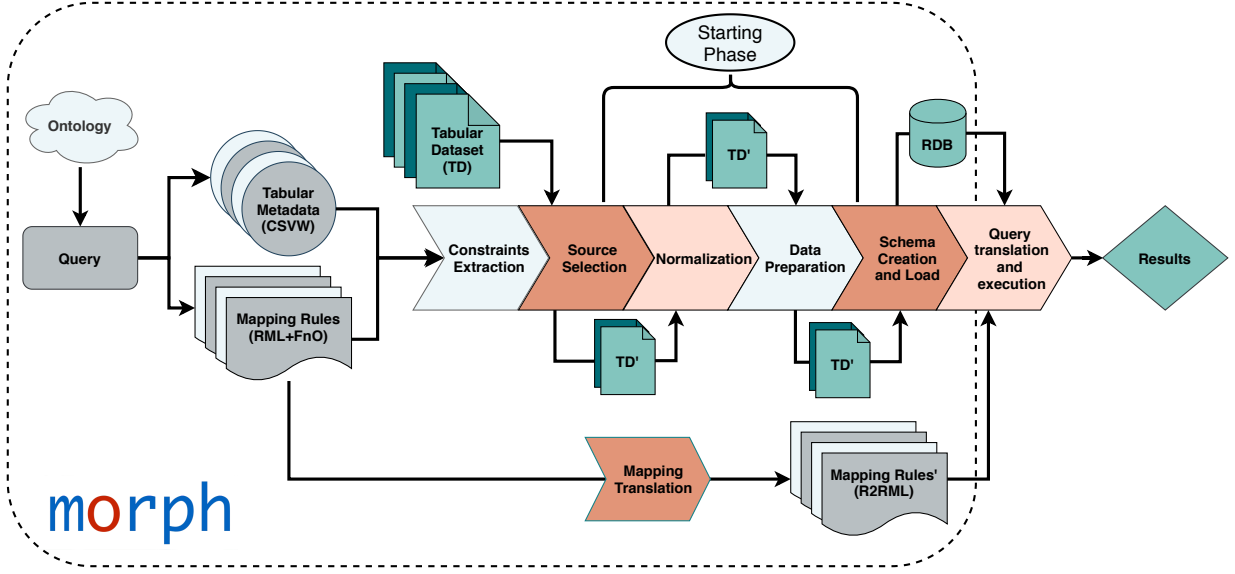 Starting
Phase
Ontology
Tabular
Dataset
(TD)
TD'
RDB
Tabular
Metadata
(CSVW)
Query
Constraints
Extraction
Source
Selection
Normalization
Data
Preparation
Schema
Creation
and Load
Query
translation
and
execution
Results
Mapping Rules
(RML+FnO)
TD'
TD'
Mapping
Translation
Mapping Rules'
(R2RML)
morph